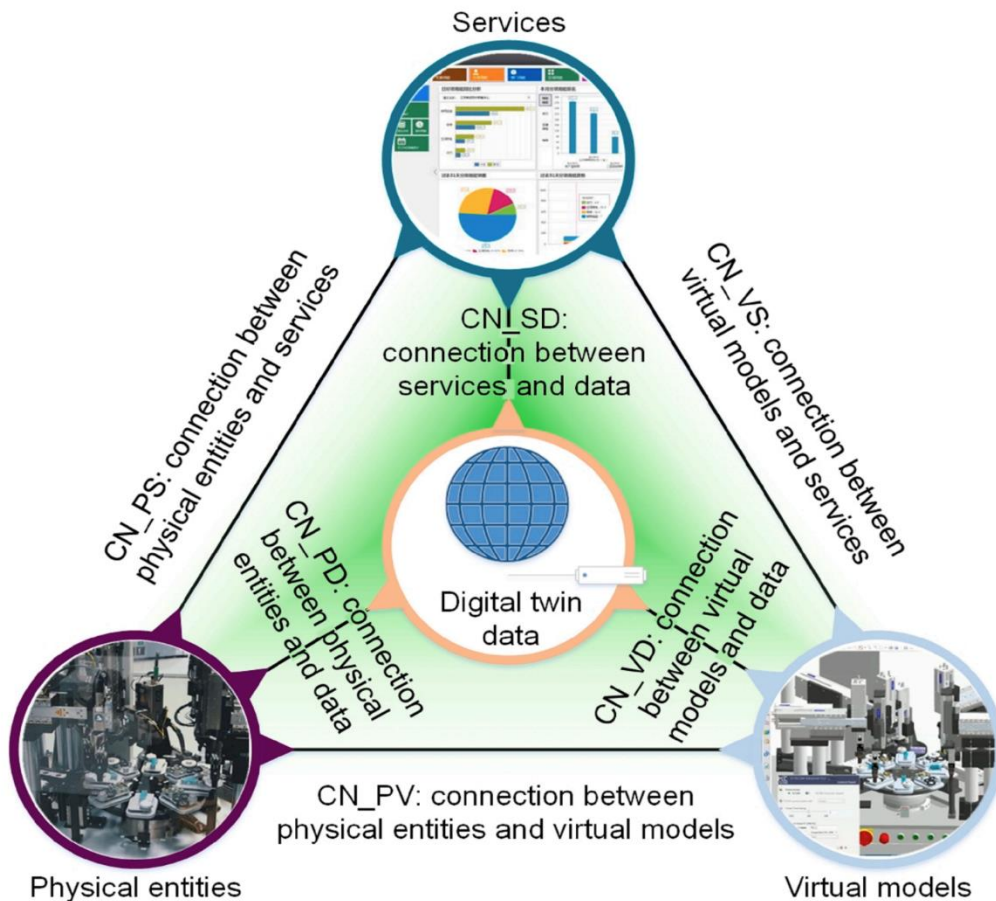 Services
CN_PS: connection between
physical entities and services
CN_VS: connection between
virtual models and services
CN_SD:
connection between
services and data
CN_PD: connection
between physical
entities and data
Digital twin
data
CN_VD: connection
between virtual
models and data
CN_PV: connection between
physical entities and virtual models
Physical entities
Virtual models